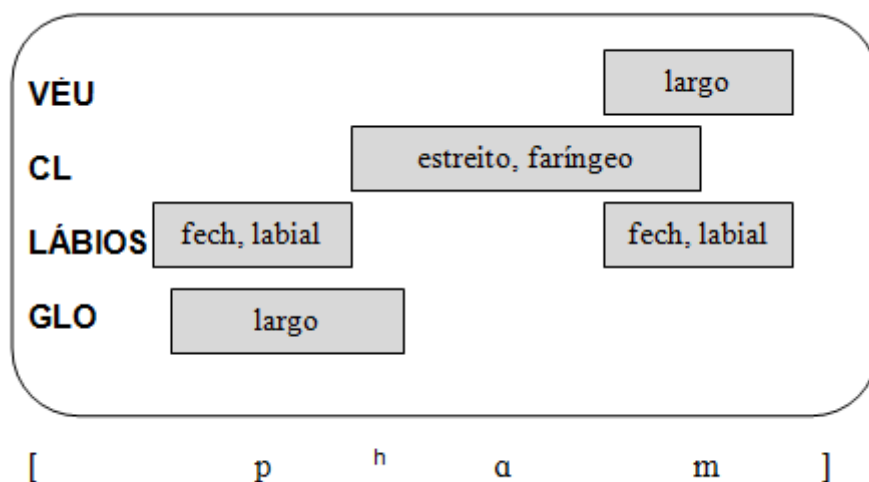 VÉU largo
CL estreito, faríngeo
LÁBIOS fech, labial fech, labial
GLO largo
[ p ʰ ɑ m ]